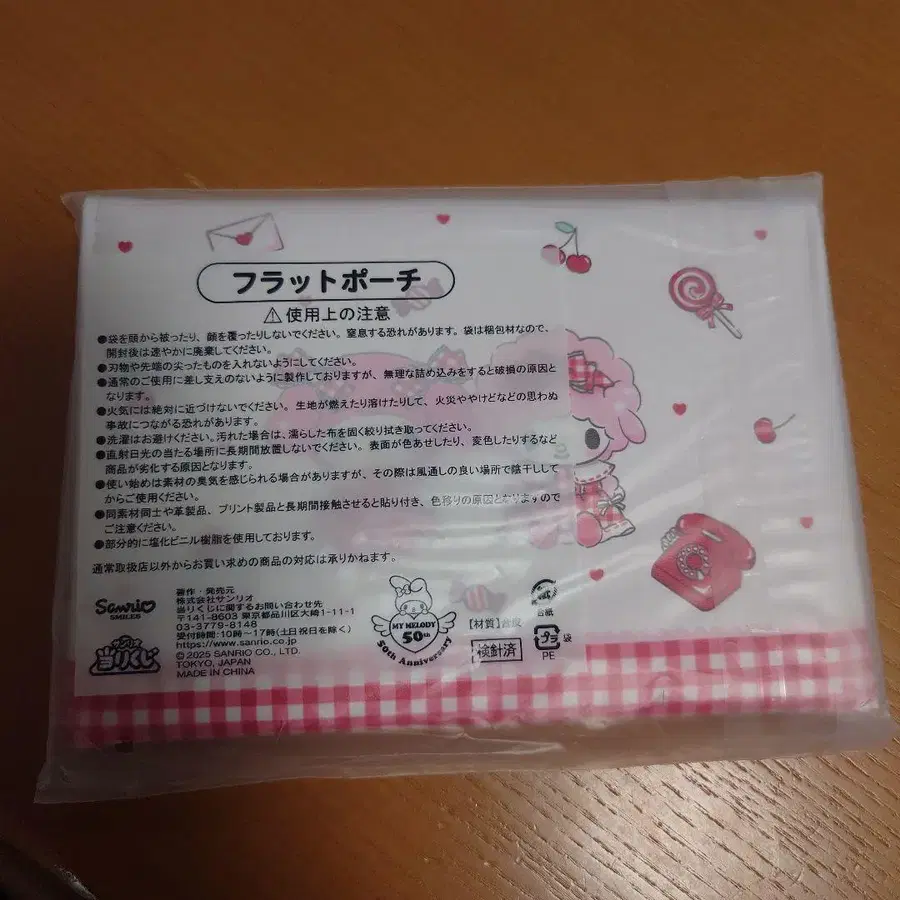 フラットポーチ
⚠使用上の注意
●袋を頭から被ったり、顔を覆ったりしないでください。窒息する恐れがあります。袋は梱包材なので、
開封後は速やかに廃棄してください。
●刃物や先端の尖ったものを入れないようにしてください。
●通常のご使用に差し支えのないように製作しておりますが、無理な詰め込みをすると破損の原因と
なります。
●火気には絶対に近づけないでください。生地が燃えたり溶けたりして、火災ややけどなどの思わぬ
事故につながる恐れがあります。
●洗濯はお避けください。汚れた場合は、濡らした布を固く絞り拭き取ってください。
●直射日光の当たる場所に長期間放置しないでください。表面が色あせしたり、変色したりするなど
商品が劣化する原因となります。
●使い始めは素材の臭気を感じられる場合がありますが、その際は風通しの良い場所で陰干しして
からご使用ください。
●同素材同士や革製品、プリント製品と長期間接触させると貼り付き、色移りの原因となりますので
ご注意ください。
●部分的に塩化ビニル樹脂を使用しております。
通常取扱店以外からお買い求めの商品の対応は承りかねます。
Sanrio
SMILES
サンリオ
当りくじ
著作・発売元
株式会社サンリオ
当りくじに関するお問い合わせ先
〒141-8603 東京都品川区大崎1-11-1
03-3779-8148
受付時間:10時~17時(土日祝日を除く)
https://www.sanrio.co.jp
© 2025 SANRIO CO., LTD.
TOKYO, JAPAN
MADE IN CHINA
MY MELODY
50th
50th Anniversary
【材質】合皮
検針済
台紙
プラ
袋
PE